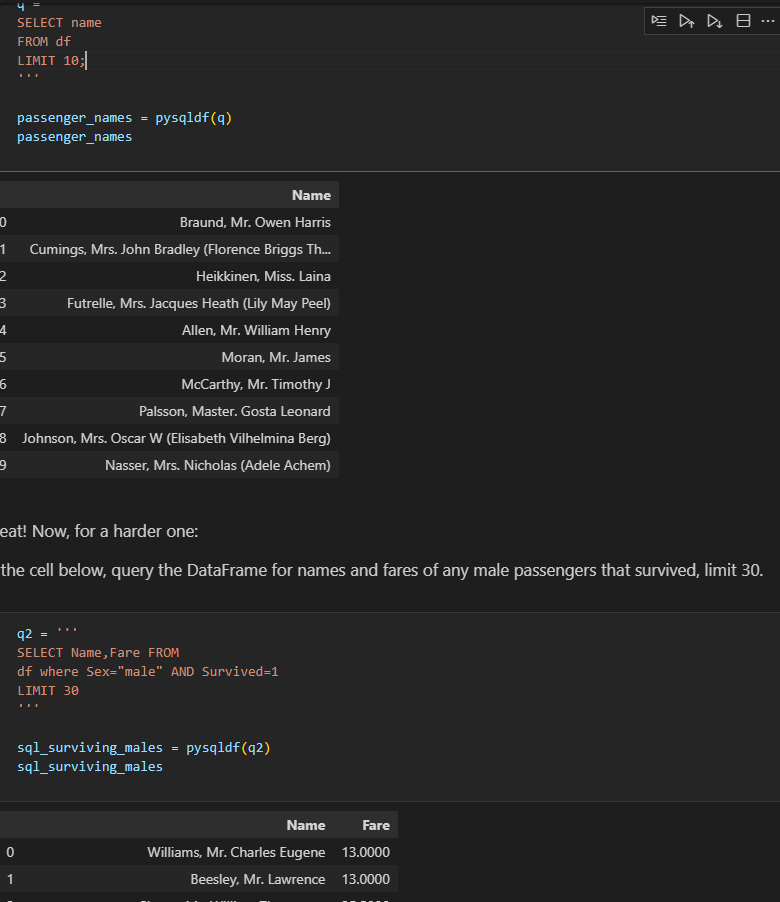 q =
SELECT name
FROM df
LIMIT 10;
'''
passenger_names = pysqldf(q)
passenger_names
Name
0 Braund, Mr. Owen Harris
1 Cumings, Mrs. John Bradley (Florence Briggs Th...
2 Heikkinen, Miss. Laina
3 Futrelle, Mrs. Jacques Heath (Lily May Peel)
4 Allen, Mr. William Henry
5 Moran, Mr. James
6 McCarthy, Mr. Timothy J
7 Palsson, Master. Gosta Leonard
8 Johnson, Mrs. Oscar W (Elisabeth Vilhelmina Berg)
9 Nasser, Mrs. Nicholas (Adele Achem)
eat! Now, for a harder one:
the cell below, query the DataFrame for names and fares of any male passengers that survived, limit 30.
q2 = '''
SELECT Name,Fare FROM
df where Sex="male" AND Survived=1
LIMIT 30
'''
sql_surviving_males = pysqldf(q2)
sql_surviving_males
Name Fare
0 Williams, Mr. Charles Eugene 13.0000
1 Beesley, Mr. Lawrence 13.0000